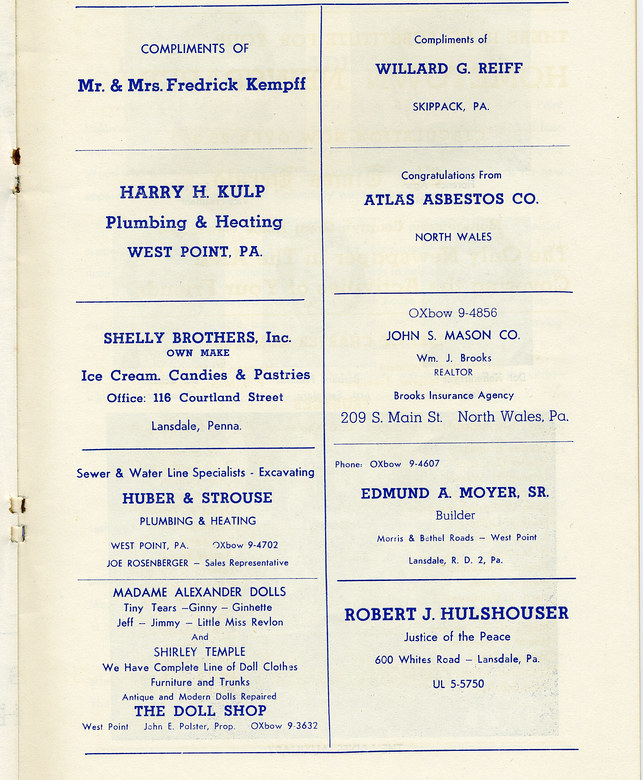 COMPLIMENTS OF
Mr. & Mrs. Fredrick Kempff
HARRY H. KULP
Plumbing & Heating
WEST POINT, PA.
SHELLY BROTHERS, Inc.
OWN MAKE
Ice Cream. Candies & Pastries
Office: 116 Courtland Street
Lansdale, Penna.
Sewer & Water Line Specialists - Excavating
HUBER & STROUSE
PLUMBING & HEATING
WEST POINT, PA. OXbow 9-4702
JOE ROSENBERGER — Sales Representative
MADAME ALEXANDER DOLLS
Tiny Tears —Ginny — Ginhette
Jeff — Jimmy — Little Miss Revlon
And
SHIRLEY TEMPLE
We Have Complete Line of Doll Clothes
Furniture and Trunks
Antique and Modern Dolls Repaired
THE DOLL SHOP
West Point John E. Polster, Prop. OXbow 9-3632
Compliments of
WILLARD G. REIFF
SKIPPACK, PA.
Congratulations From
ATLAS ASBESTOS CO.
NORTH WALES
OXbow 9-4856
JOHN S. MASON CO.
Wm. J. Brooks
REALTOR
Brooks Insurance Agency
209 S. Main St. North Wales, Pa.
Phone: OXbow 9-4607
EDMUND A. MOYER, SR.
Builder
Morris & Bethel Roads — West Point
Lansdale, R. D. 2, Pa.
ROBERT J. HULSHOUSER
Justice of the Peace
600 Whites Road — Lansdale, Pa.
UL 5-5750